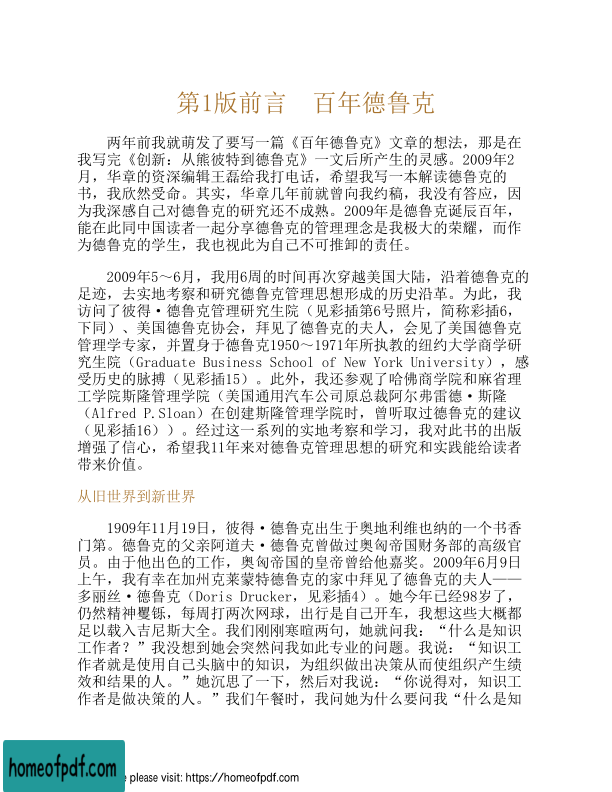 第1版前言 百年德鲁克
两年前我就萌发了要写一篇《百年德鲁克》文章的想法，那是在
我写完《创新：从熊彼特到德鲁克》一文后所产生的灵感。2009年2
月，华章的资深编辑王磊给我打电话，希望我写一本解读德鲁克的
书，我欣然受命。其实，华章几年前就曾向我约稿，我没有答应，因
为我深感自己对德鲁克的研究还不成熟。2009年是德鲁克诞辰百年，
能在此同中国读者一起分享德鲁克的管理理念是我极大的荣耀，而作
为德鲁克的学生，我也视此为自己不可推卸的责任。
2009年5～6月，我用6周的时间再次穿越美国大陆，沿着德鲁克的
足迹，去实地考察和研究德鲁克管理思想形成的历史沿革。为此，我
访问了彼得·德鲁克管理研究生院（见彩插第6号照片，简称彩插6，
下同）、美国德鲁克协会，拜见了德鲁克的夫人，会见了美国德鲁克
管理学专家，并置身于德鲁克1950～1971年所执教的纽约大学商学研
究生院（Graduate Business School of New York University），感
受历史的脉搏（见彩插15）。此外，我还参观了哈佛商学院和麻省理
工学院斯隆管理学院（美国通用汽车公司原总裁阿尔弗雷德·斯隆
（Alfred P.Sloan）在创建斯隆管理学院时，曾听取过德鲁克的建议
（见彩插16））。经过这一系列的实地考察和学习，我对此书的出版
增强了信心，希望我11年来对德鲁克管理思想的研究和实践能给读者
带来价值。
从旧世界到新世界
1909年11月19日，彼得·德鲁克出生于奥地利维也纳的一个书香
门第。德鲁克的父亲阿道夫·德鲁克曾做过奥匈帝国财务部的高级官
员。由于他出色的工作，奥匈帝国的皇帝曾给他嘉奖。2009年6月9日
上午，我有幸在加州克莱蒙特德鲁克的家中拜见了德鲁克的夫人——
多丽丝·德鲁克（Doris Drucker，见彩插4）。她今年已经98岁了，
仍然精神矍铄，每周打两次网球，出行是自己开车，我想这些大概都
足以载入吉尼斯大全。我们刚刚寒暄两句，她就问我：“什么是知识
工作者？”我没想到她会突然问我如此专业的问题。我说：“知识工
作者就是使用自己头脑中的知识，为组织做出决策从而使组织产生绩
效和结果的人。”她沉思了一下，然后对我说：“你说得对，知识工
作者是做决策的人。”我们午餐时，我问她为什么要问我“什么是知
homeofpdf.com
please visit: https://homeofpdf.com